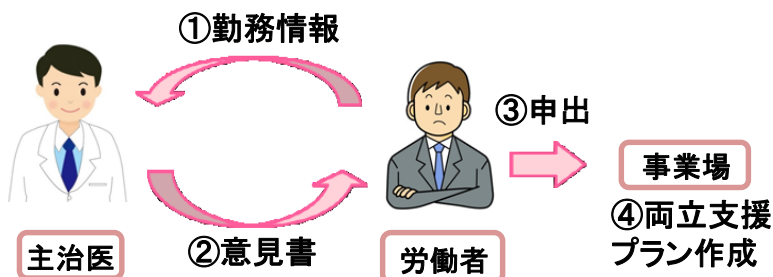 ①勤務情報
③申出
事業場
④両立支援
プラン作成
主治医
②意見書
労働者